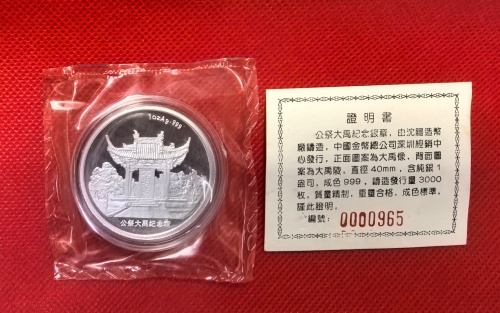 1oz Ag·999
公祭大禹紀念章
證明書
公祭大禹紀念銀章，由沈陽造幣
廠鑄造，中國金幣總公司深圳經銷中
心發行，正面圖案為大禹像，背面圖
案為大禹陵。直徑40mm，含純銀1
盎司，成色999，鑄造發行量3000
枚，質量精制，重量合格，成色標準，
謹此證明。
編號：0000965